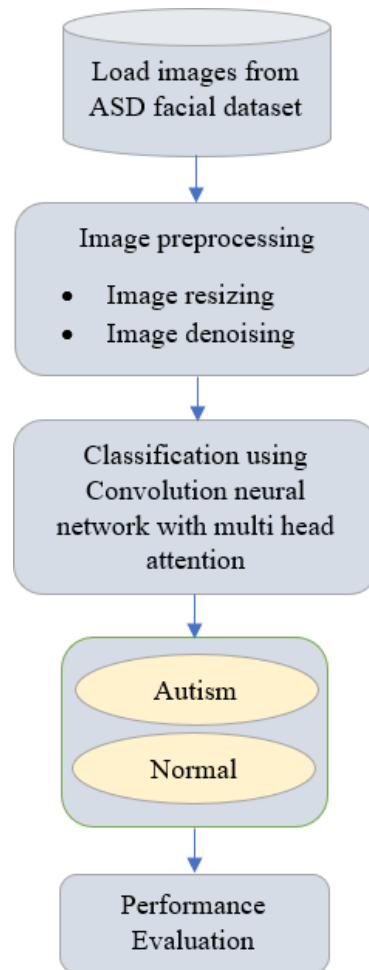 Load images from
ASD facial dataset
Image preprocessing
• Image resizing
• Image denoising
Classification using
Convolution neural
network with multi head
attention
Autism
Normal
Performance
Evaluation